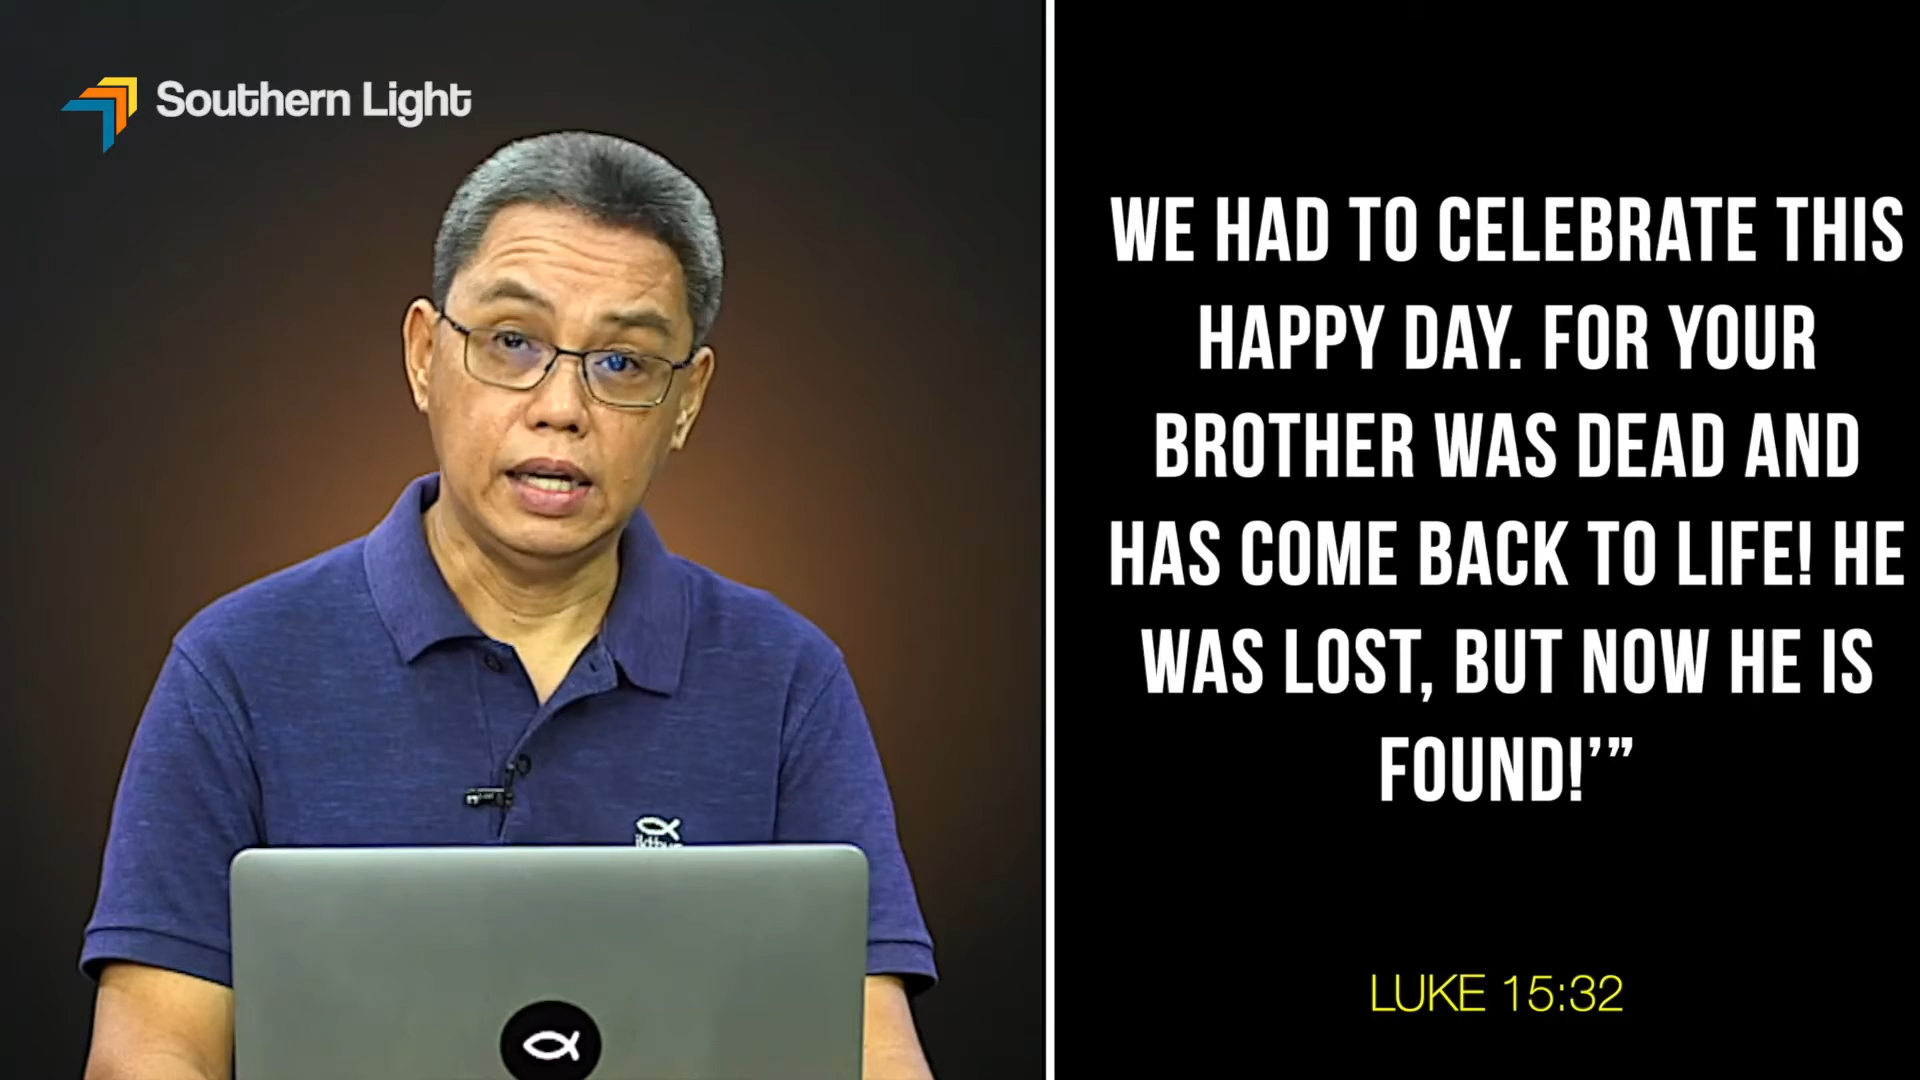 Southern Light
WE HAD TO CELEBRATE THIS
HAPPY DAY. FOR YOUR
BROTHER WAS DEAD AND
HAS COME BACK TO LIFE! HE
WAS LOST, BUT NOW HE IS
FOUND!’”
LUKE 15:32